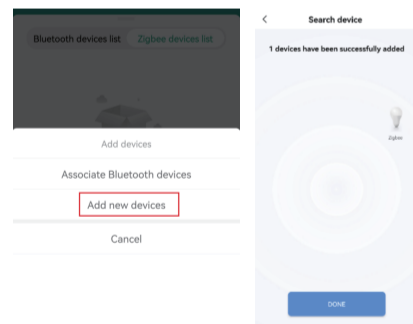 Bluetooth devices list
Zigbee devices list
Add devices
Associate Bluetooth devices
Add new devices
Cancel
Search device
1 devices have been successfully added
Zigbee
DONE